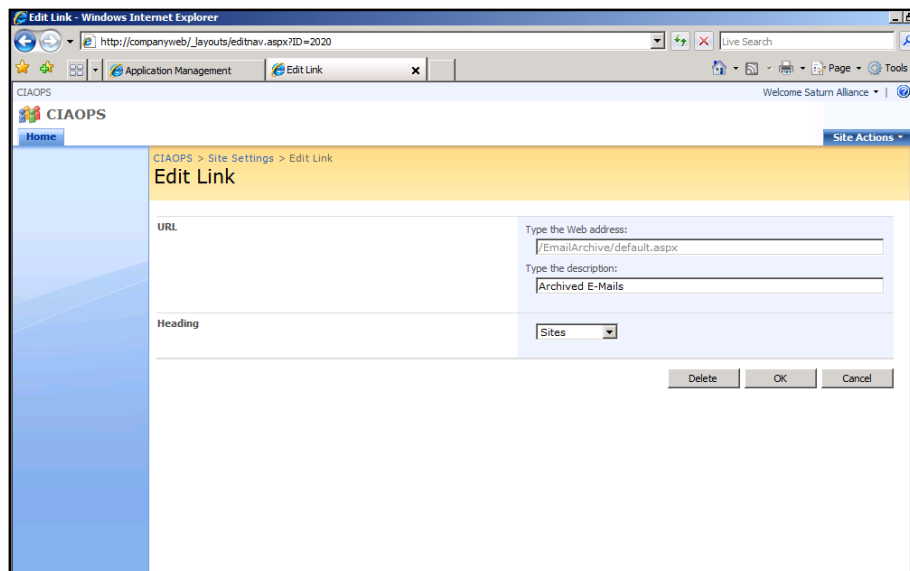 Edit Link - Windows Internet Explorer
http://companyweb/_layouts/editnav.aspx?ID=2020
Live Search
Application Management
Edit Link
Page
Tools
CIAOPS
Welcome Saturn Alliance
CIAOPS
Home
Site Actions
CIAOPS > Site Settings > Edit Link
Edit Link
URL
Type the Web address:
/EmailArchive/default.aspx
Type the description:
Archived E-Mails
Heading
Sites
Delete
OK
Cancel